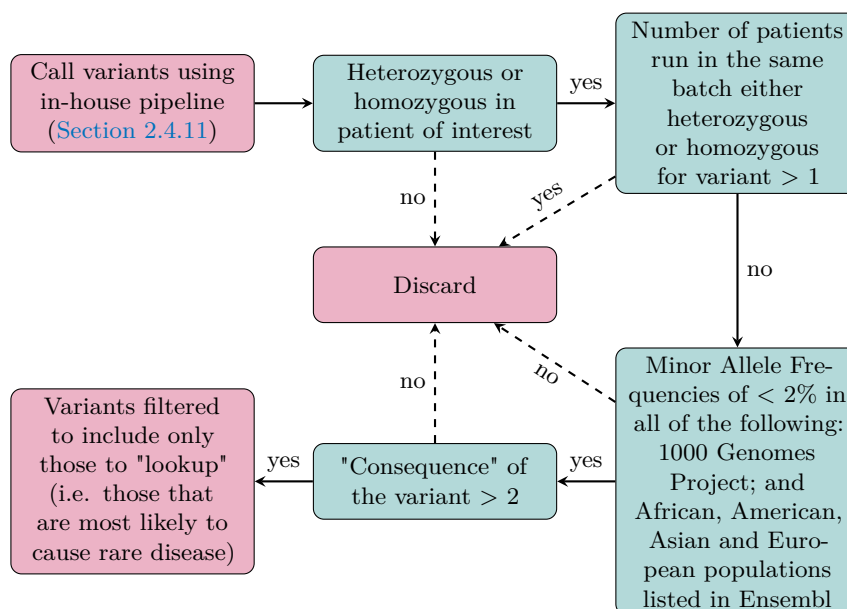 Call variants using
in-house pipeline
(Section 2.4.11)
Heterozygous or
homozygous in
patient of interest
yes
Number of patients
run in the same
batch either
heterozygous
or homozygous
for variant > 1
no
yes
no
Discard
Minor Allele Fre-
quencies of < 2% in
all of the following:
1000 Genomes
Project; and
African, American,
Asian and Euro-
pean populations
listed in Ensembl
no
no
yes
"Consequence" of
the variant > 2
yes
Variants filtered
to include only
those to "lookup"
(i.e. those that
are most likely to
cause rare disease)